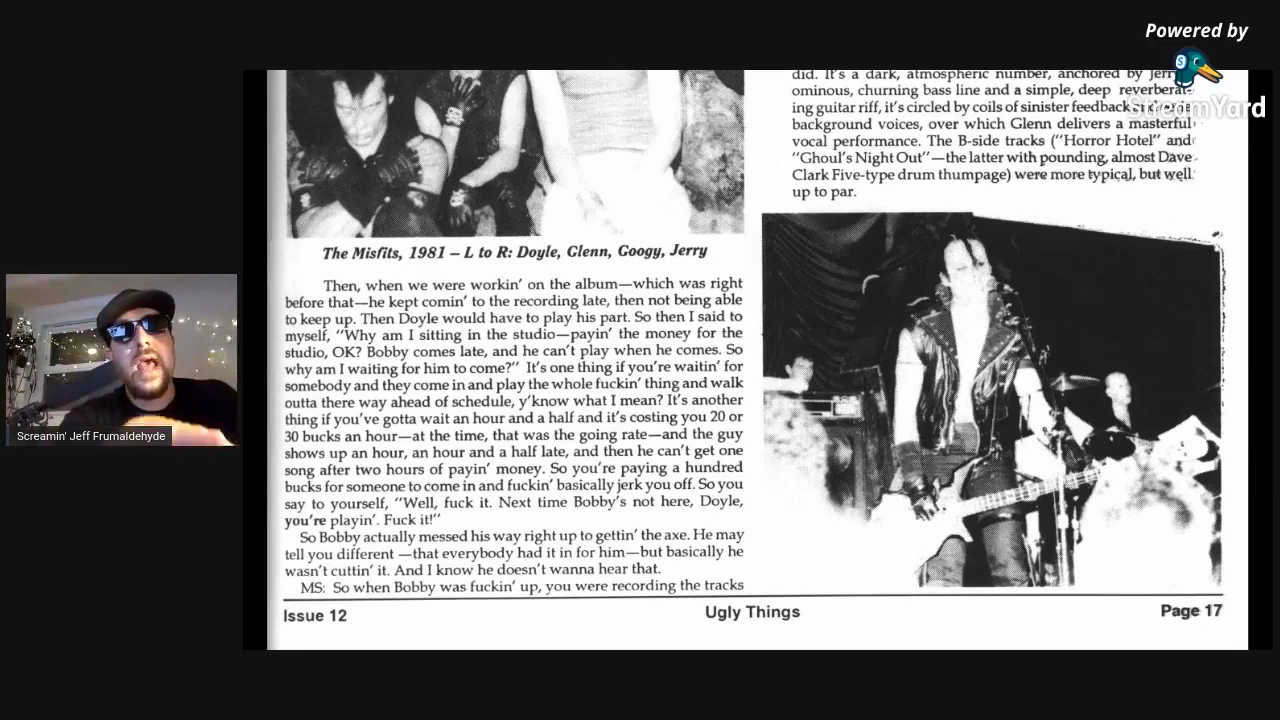 Powered by
StreamYard
The Misfits, 1981 – L to R: Doyle, Glenn, Googy, Jerry
Then, when we were workin' on the album—which was right
before that—he kept comin' to the recording late, then not being able
to keep up. Then Doyle would have to play his part. So then I said to
myself, "Why am I sitting in the studio—payin' the money for the
studio, OK? Bobby comes late, and he can't play when he comes. So
why am I waiting for him to come?" It's one thing if you're waitin' for
somebody and they come in and play the whole fuckin' thing and walk
outta there way ahead of schedule, y'know what I mean? It's another
thing if you've gotta wait an hour and a half and it's costing you 20 or
30 bucks an hour—at the time, that was the going rate—and the guy
shows up an hour, an hour and a half late, and then he can't get one
song after two hours of payin' money. So you're paying a hundred
bucks for someone to come in and fuckin' basically jerk you off. So you
say to yourself, "Well, fuck it. Next time Bobby's not here, Doyle,
you're playin'. Fuck it!"
So Bobby actually messed his way right up to gettin' the axe. He may
tell you different —that everybody had it in for him—but basically he
wasn't cuttin' it. And I know he doesn't wanna hear that.
MS: So when Bobby was fuckin' up, you were recording the tracks
did. It's a dark, atmospheric number, anchored by Jerry's
ominous, churning bass line and a simple, deep reverberat-
ing guitar riff, it's circled by coils of sinister feedback
background voices, over which Glenn delivers a masterful
vocal performance. The B-side tracks ("Horror Hotel" and
"Ghoul's Night Out"—the latter with pounding, almost Dave
Clark Five-type drum thumpage) were more typical, but well
up to par.
Issue 12
Ugly Things
Page 17
Screamin' Jeff Frumaldehyde